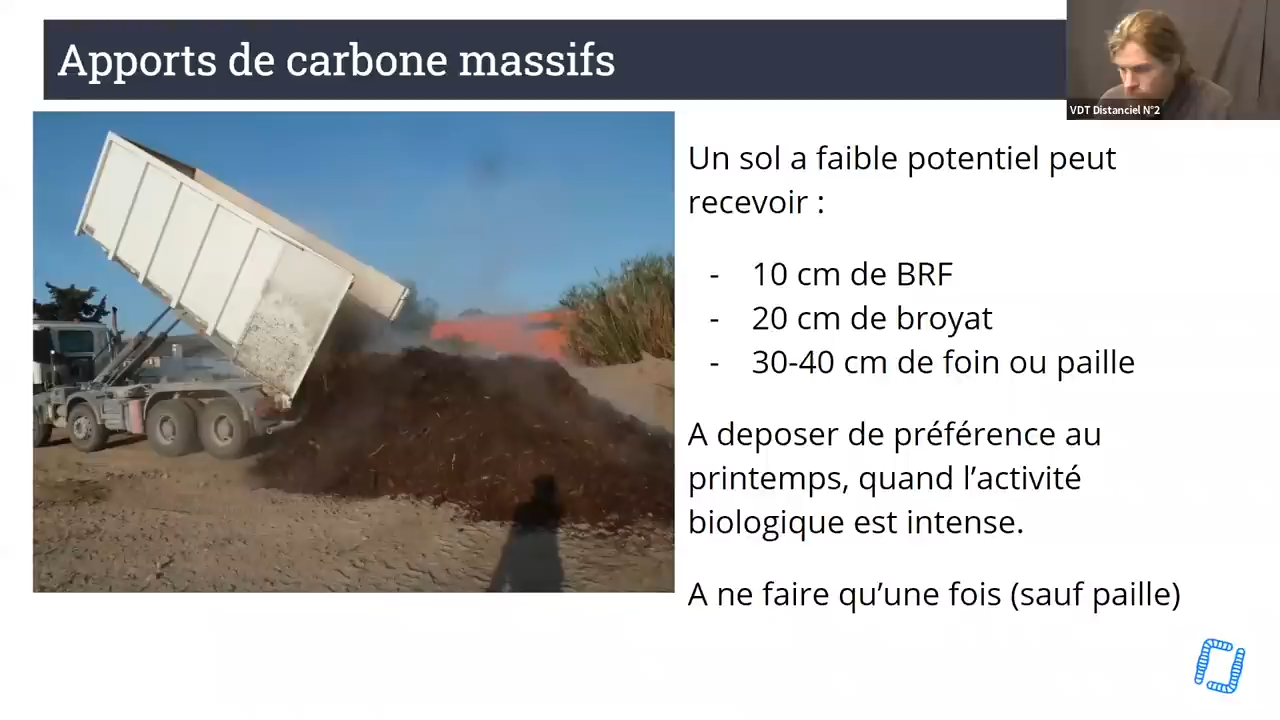 Apports de carbone massifs
VDT Distanciel N°2
Un sol a faible potentiel peut
recevoir :
- 10 cm de BRF
- 20 cm de broyat
- 30-40 cm de foin ou paille
A deposer de préférence au
printemps, quand l’activité
biologique est intense.
A ne faire qu’une fois (sauf paille)